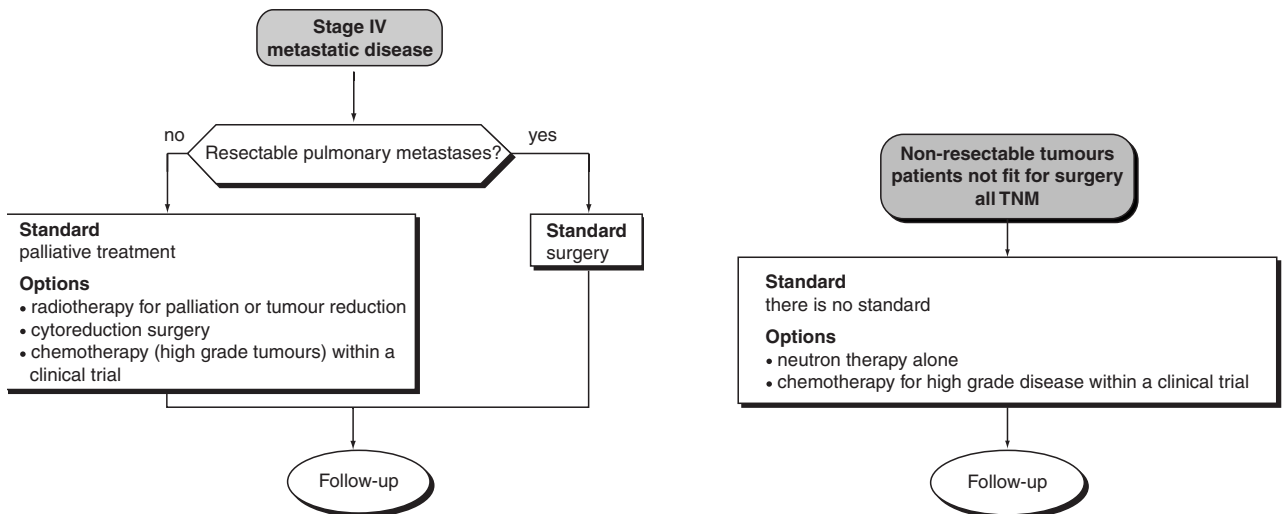 Stage IV
metastatic disease
no
yes
Resectable pulmonary metastases?
Standard
palliative treatment
Options
• radiotherapy for palliation or tumour reduction
• cytoreduction surgery
• chemotherapy (high grade tumours) within a
clinical trial
Standard
surgery
Follow-up
Non-resectable tumours
patients not fit for surgery
all TNM
Standard
there is no standard
Options
• neutron therapy alone
• chemotherapy for high grade disease within a clinical trial
Follow-up